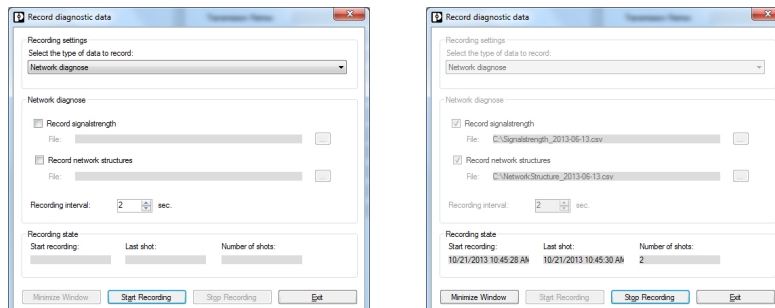 Record diagnostic data
Recording settings
Select the type of data to record:
Network diagnose
Network diagnose
Record signalstrength
File:
...
Record network structures
File:
...
Recording interval: 2 sec.
Recording state
Start recording: Last shot: Number of shots:
Minimize Window Start Recording Stop Recording Exit
Record diagnostic data
Recording settings
Select the type of data to record:
Network diagnose
Network diagnose
Record signalstrength
File: C:\Signalstrength_2013-06-13.csv
...
Record network structures
File: C:\NetworkStructure_2013-06-13.csv
...
Recording interval: 2 sec.
Recording state
Start recording: Last shot: Number of shots:
10/21/2013 10:45:28 AM 10/21/2013 10:45:30 AM 2
Minimize Window Start Recording Stop Recording Exit